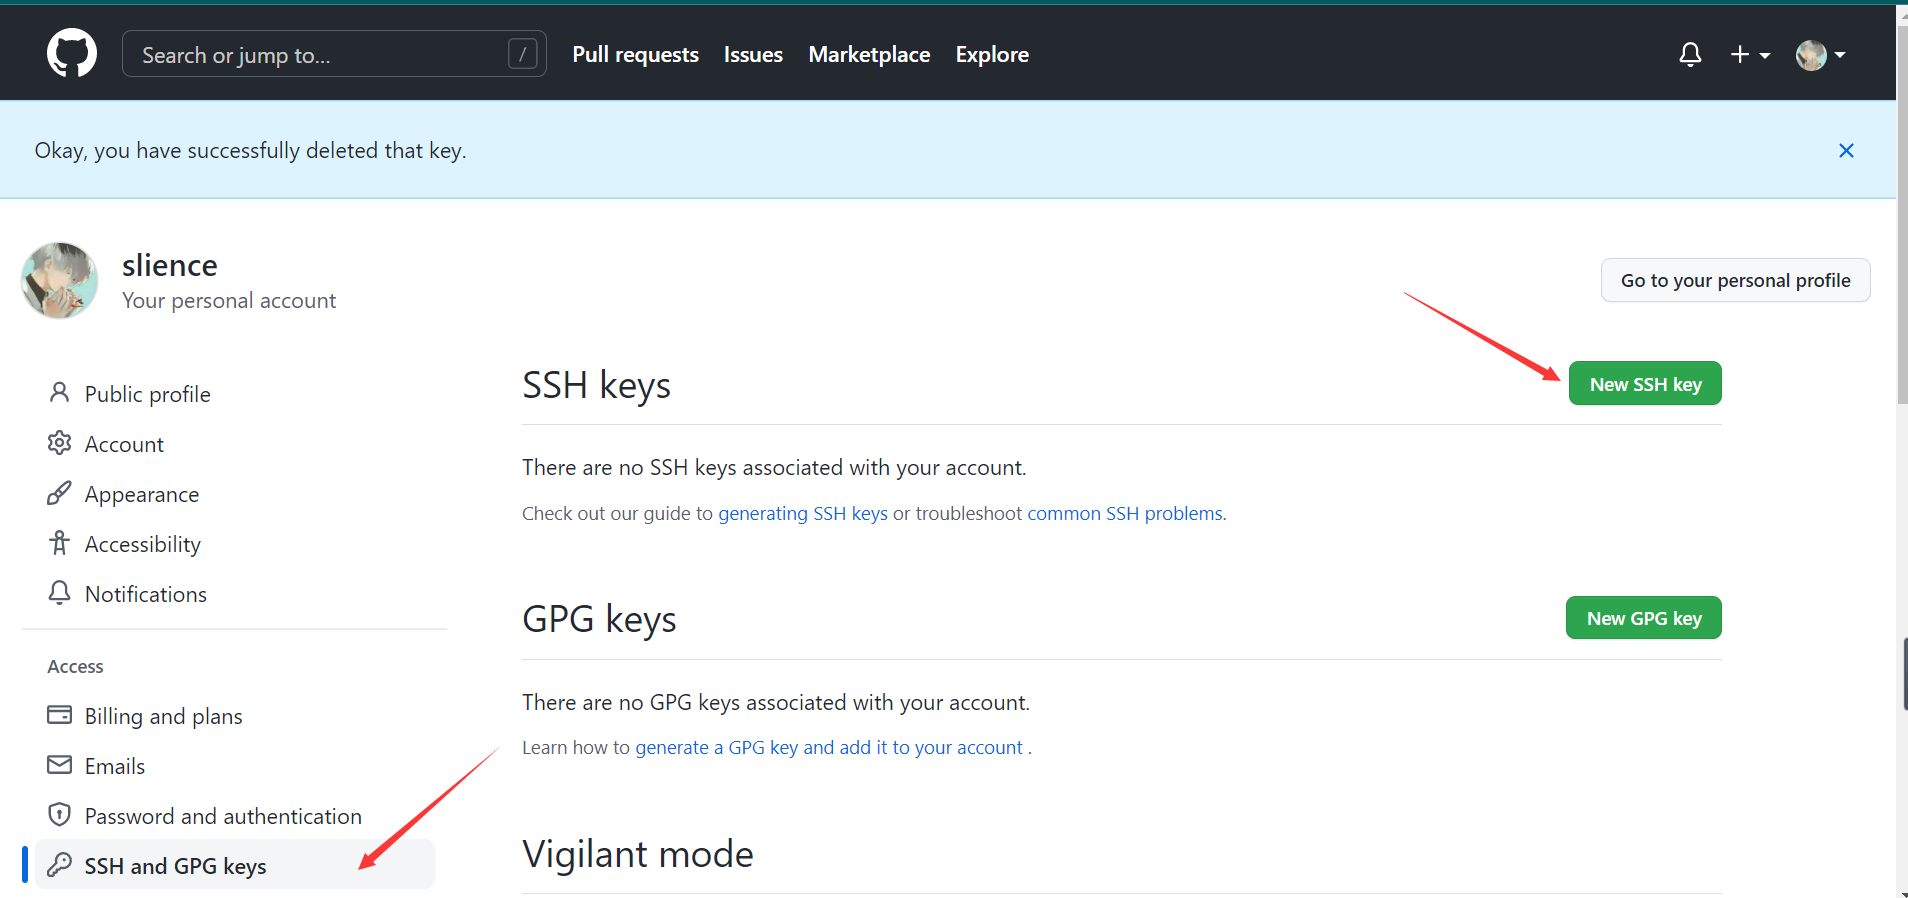 Search or jump to... / Pull requests Issues Marketplace Explore
Okay, you have successfully deleted that key.
slience
Your personal account
Go to your personal profile
Public profile
Account
Appearance
Accessibility
Notifications
Access
Billing and plans
Emails
Password and authentication
SSH and GPG keys
SSH keys
New SSH key
There are no SSH keys associated with your account.
Check out our guide to generating SSH keys or troubleshoot common SSH problems.
GPG keys
New GPG key
There are no GPG keys associated with your account.
Learn how to generate a GPG key and add it to your account .
Vigilant mode